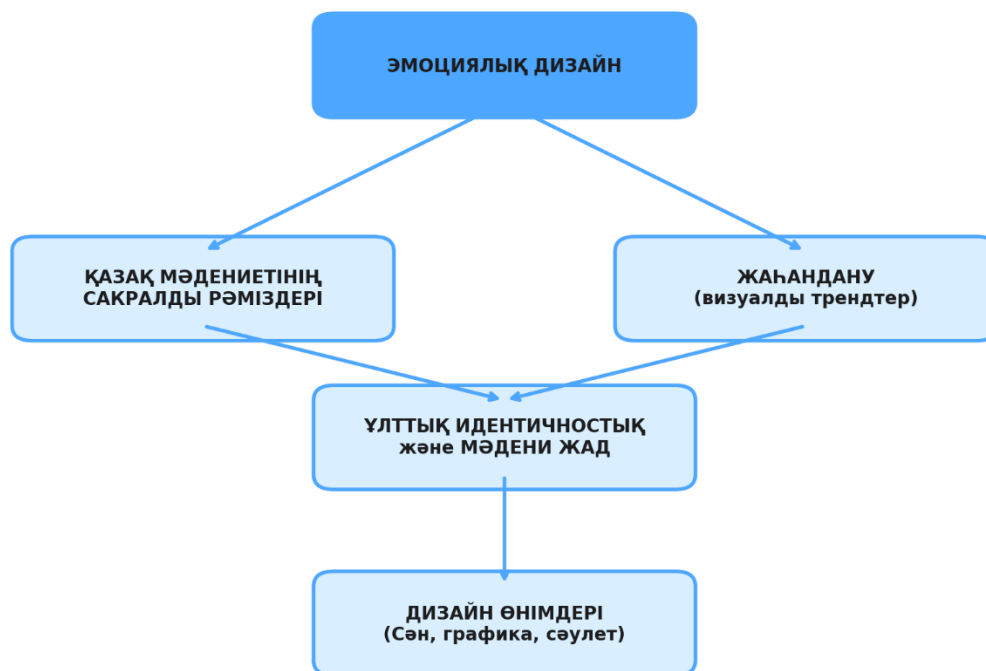 ЭМОЦИЯЛЫҚ ДИЗАЙН
ҚАЗАҚ МӘДЕНИЕТІНІҢ
САКРАЛДЫ РӘМІЗДЕРІ
ЖАҺАНДАНУ
(визуалды трендтер)
ҰЛТТЫҚ ИДЕНТИЧНОСТЫҚ
және МӘДЕНИ ЖАД
ДИЗАЙН ӨНІМДЕРІ
(Сән, графика, сәулет)